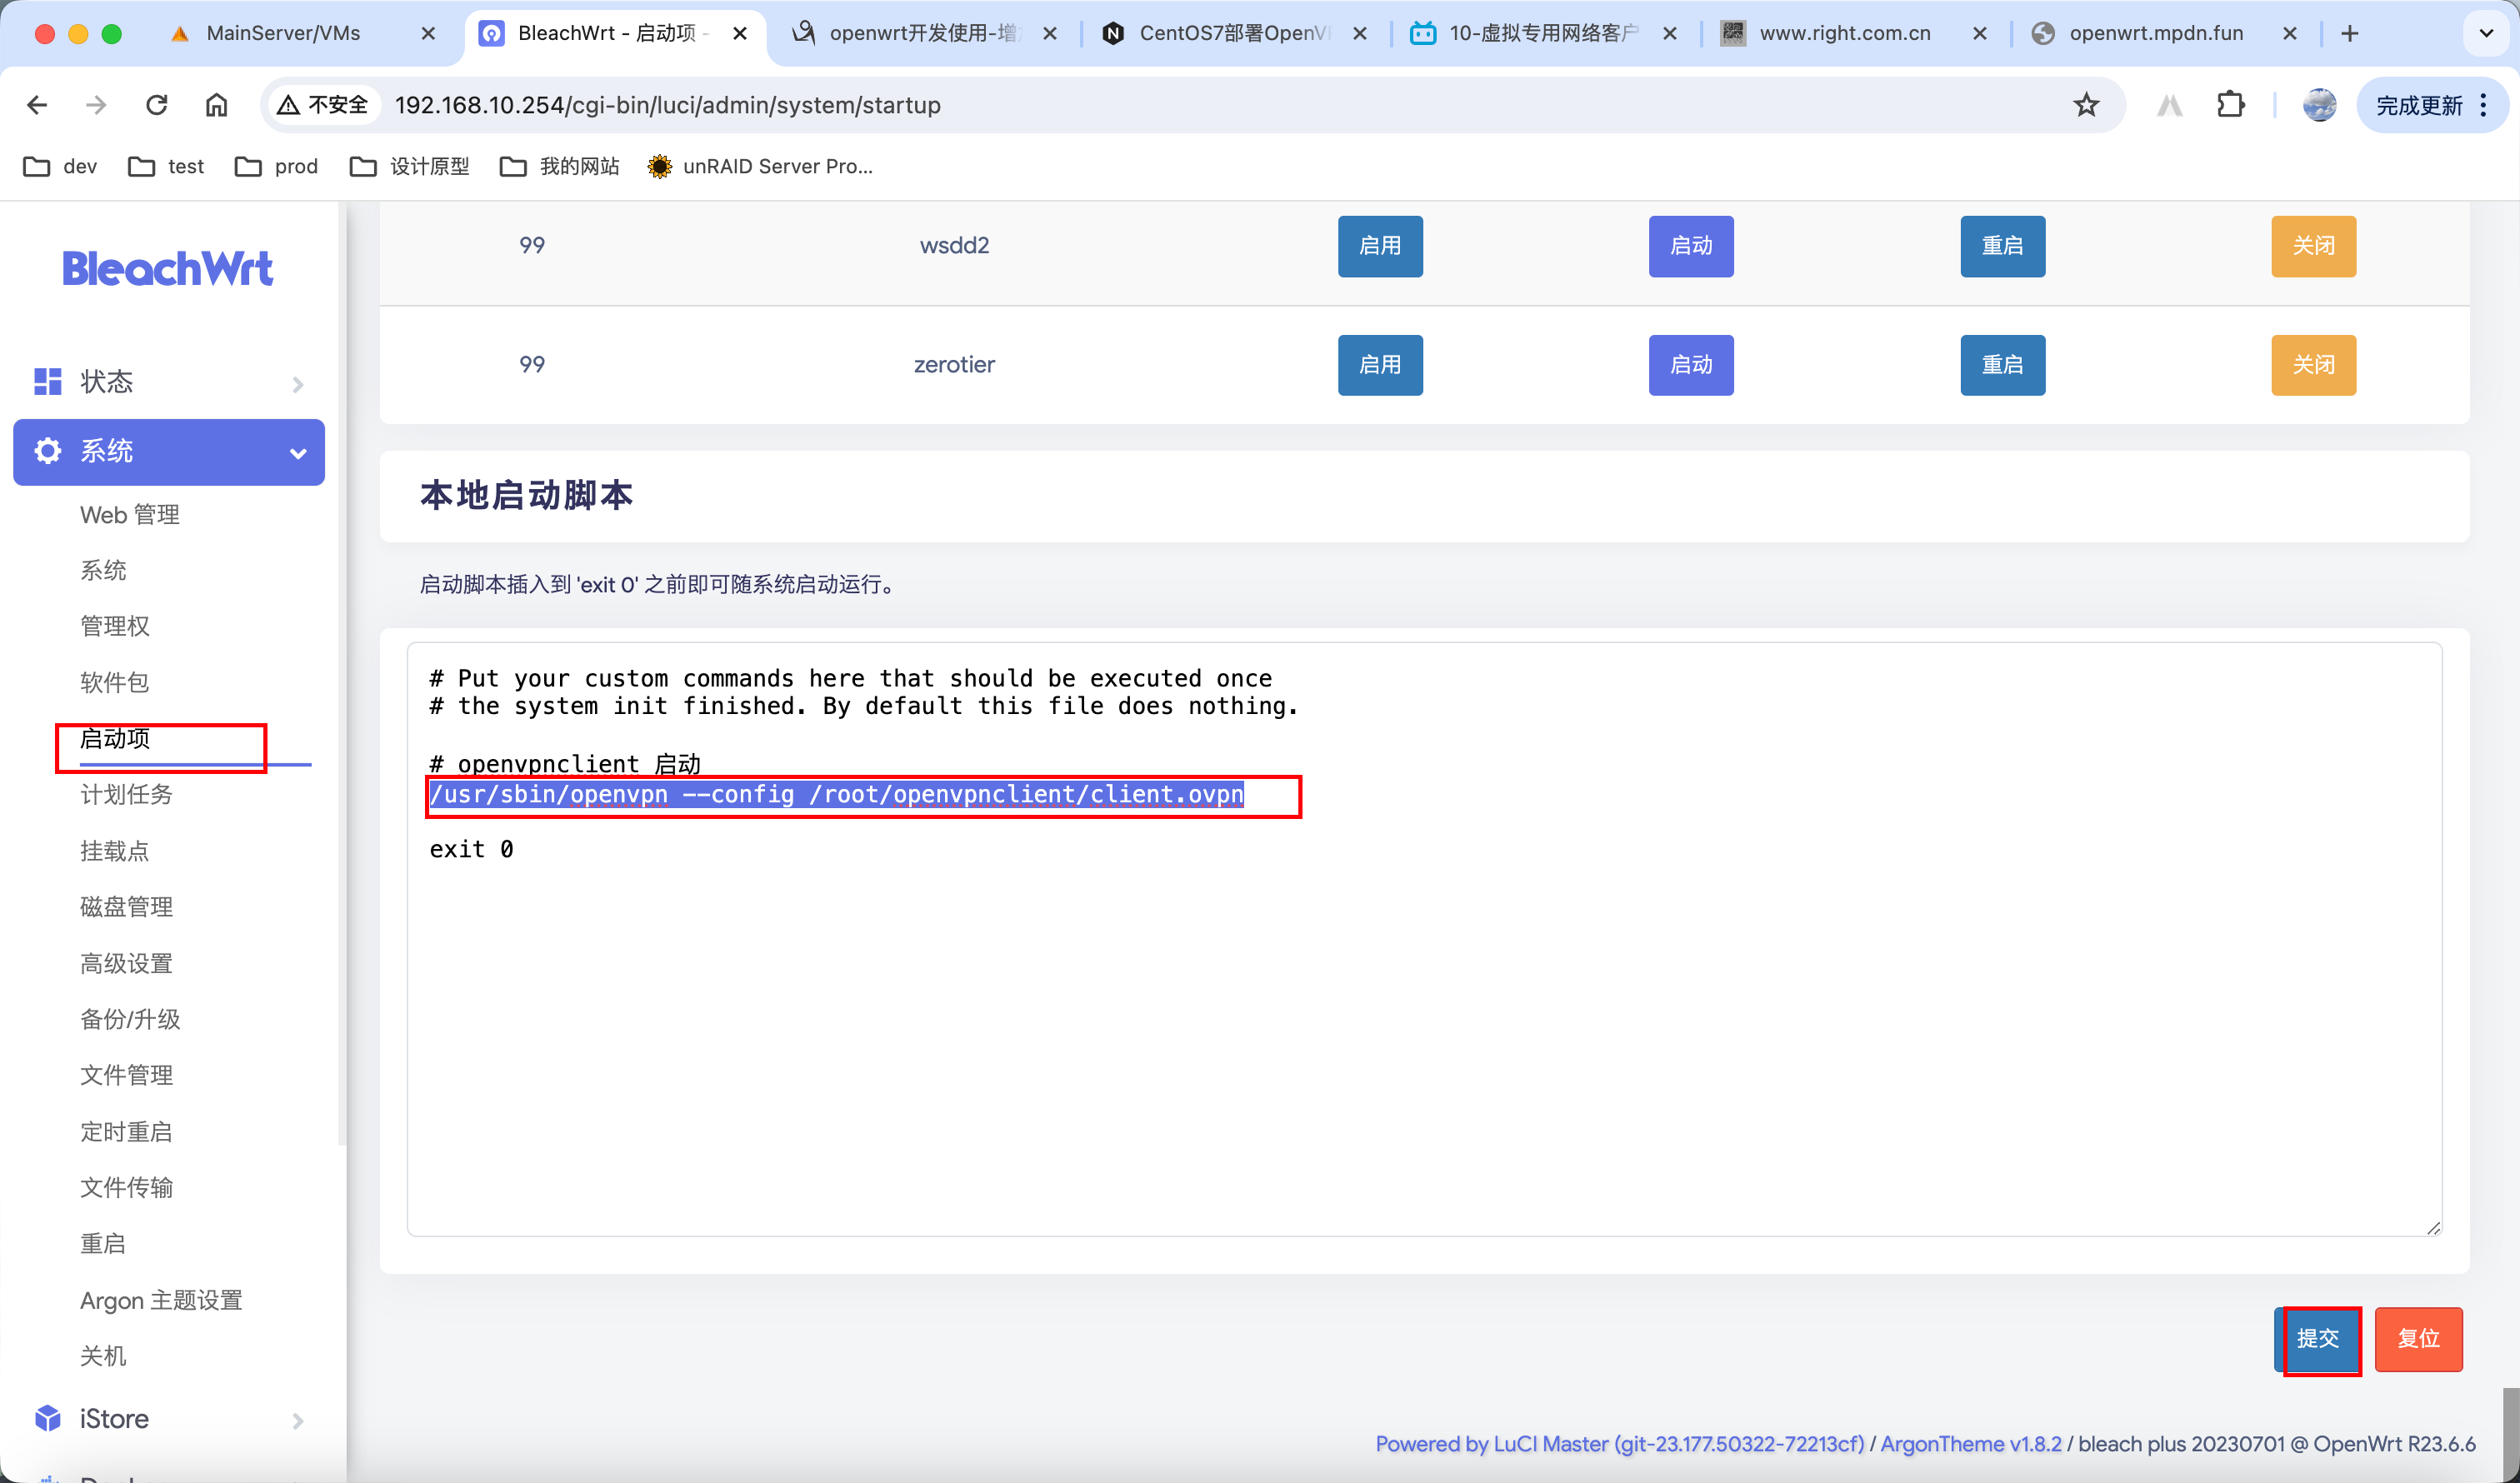 MainServer/VMs
BleachWrt - 启动项 -
openwrt开发使用-增
CentOS7部署OpenV
10-虚拟专用网络客户
www.right.com.cn
openwrt.mpdn.fun
不安全
192.168.10.254/cgi-bin/luci/admin/system/startup
完成更新
dev
test
prod
设计原型
我的网站
unRAID Server Pro...
BleachWrt
状态
系统
Web 管理
系统
管理权
软件包
启动项
计划任务
挂载点
磁盘管理
高级设置
备份/升级
文件管理
定时重启
文件传输
重启
Argon 主题设置
关机
iStore
99 wsdd2 启用 启动 重启 关闭
99 zerotier 启用 启动 重启 关闭
本地启动脚本
启动脚本插入到 'exit 0' 之前即可随系统启动运行。
# Put your custom commands here that should be executed once
# the system init finished. By default this file does nothing.
# openvpnclient 启动
/usr/sbin/openvpn --config /root/openvpnclient/client.ovpn
exit 0
提交
复位
Powered by LuCI Master (git-23.177.50322-72213cf) / ArgonTheme v1.8.2 / bleach plus 20230701 @ OpenWrt R23.6.6